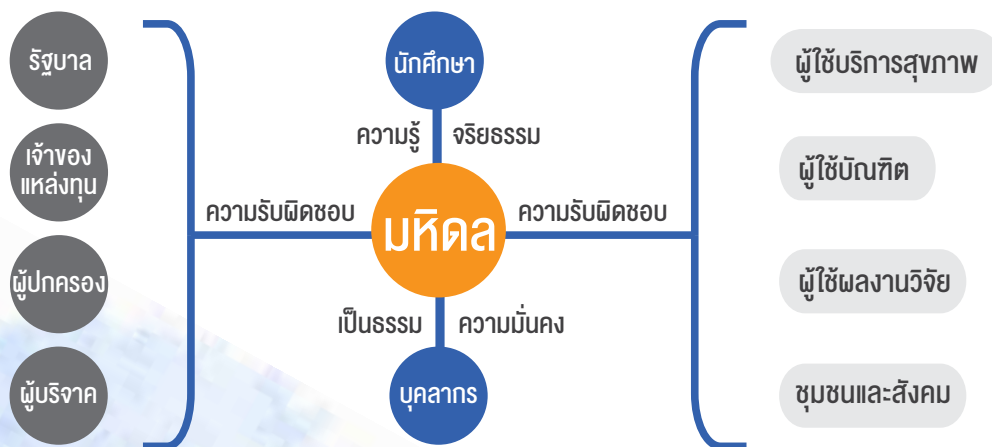 รัฐบาล
เจ้าของ
แหล่งทุน
ผู้ปกครอง
ผู้บริจาค
ความรับผิดชอบ
นักศึกษา
ความรู้ จริยธรรม
มหิดล
เป็นธรรม ความมั่นคง
บุคลากร
ความรับผิดชอบ
ผู้ใช้บริการสุขภาพ
ผู้ใช้บัณฑิต
ผู้ใช้ผลงานวิจัย
ชุมชนและสังคม